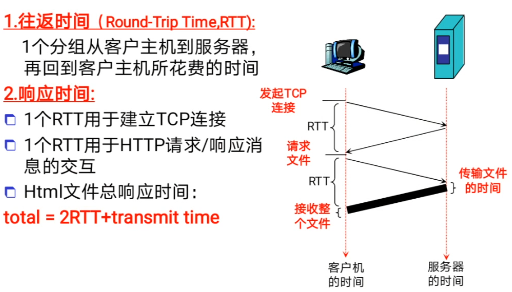 1.往返时间（Round-Trip Time,RTT):
1个分组从客户主机到服务器，
再回到客户主机所花费的时间
2.响应时间:
1个RTT用于建立TCP连接
1个RTT用于HTTP请求/响应消
息的交互
Html文件总响应时间：
total = 2RTT+transmit time
发起TCP
连接
RTT
请求
文件
RTT
接收整
个文件
传输文件
的时间
客户机
的时间
服务器
的时间